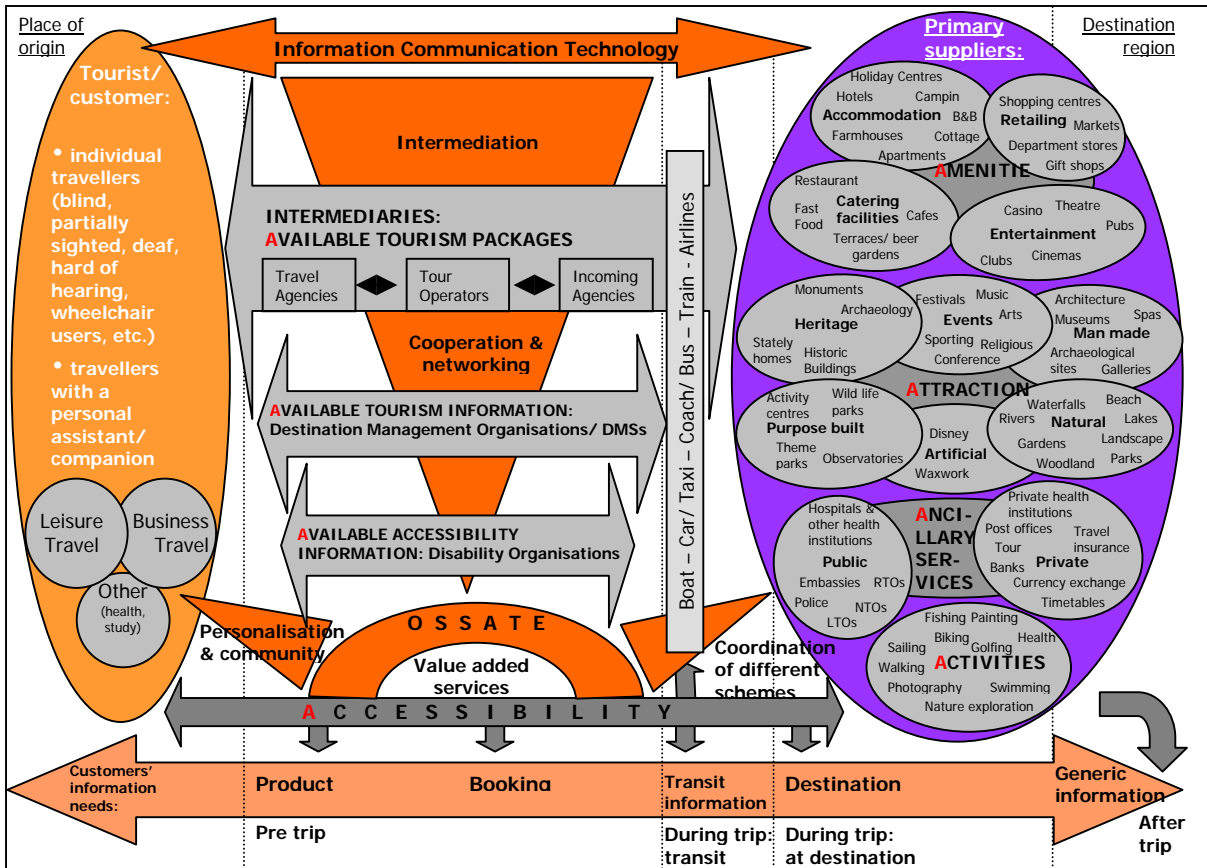 Place of
origin
Information Communication Technology
Primary
suppliers:
Destination
region
Tourist/
customer:
• individual
travellers
(blind,
partially
sighted, deaf,
hard of
hearing,
wheelchair
users, etc.)
• travellers
with a
personal
assistant/
companion
Leisure
Travel
Business
Travel
Other
(health,
study)
Intermediation
INTERMEDIARIES:
AVAILABLE TOURISM PACKAGES
Travel
Agencies
Tour
Operators
Incoming
Agencies
Cooperation &
networking
AVAILABLE TOURISM INFORMATION:
Destination Management Organisations/ DMSs
AVAILABLE ACCESSIBILITY
INFORMATION: Disability Organisations
Boat – Car/ Taxi – Coach/ Bus – Train - Airlines
Holiday Centres
Hotels Campin
Accommodation B&B
Farmhouses Cottage
Apartments
Shopping centres
Retailing
Markets
Department stores
Gift shops
AMENITIE
Restaurant
Catering
facilities
Fast
Food
Cafes
Terraces/ beer
gardens
Casino Theatre
Entertainment Pubs
Clubs Cinemas
Monuments
Archaeology
Heritage
Stately
homes
Historic
Buildings
Festivals Music
Events Arts
Sporting Religious
Conference
Architecture
Museums Spas
Man made
Archaeological
sites
Galleries
ATTRACTION
Activity
centres
Wild life
parks
Purpose built
Theme
parks
Observatories
Disney
Artificial
Waxwork
Waterfalls Beach
Rivers Natural Lakes
Gardens Landscape
Woodland Parks
Hospitals &
other health
institutions
Public
Embassies RTOs
Police NTOs
LTOs
ANCI-
LLARY
SER-
VICES
Private health
institutions
Post offices Travel
insurance
Tour
Banks Private
Currency exchange
Timetables
Fishing Painting
Biking Health
Sailing Golfing
Walking ACTIVITIES
Photography Swimming
Nature exploration
Personalisation
& community
OSSATE
Value added
services
Coordination
of different
schemes
ACCESSIBILITY
Customers'
information
needs:
Product
Booking
Transit
information
Destination
Generic
information
Pre trip
During trip:
transit
During trip:
at destination
After
trip